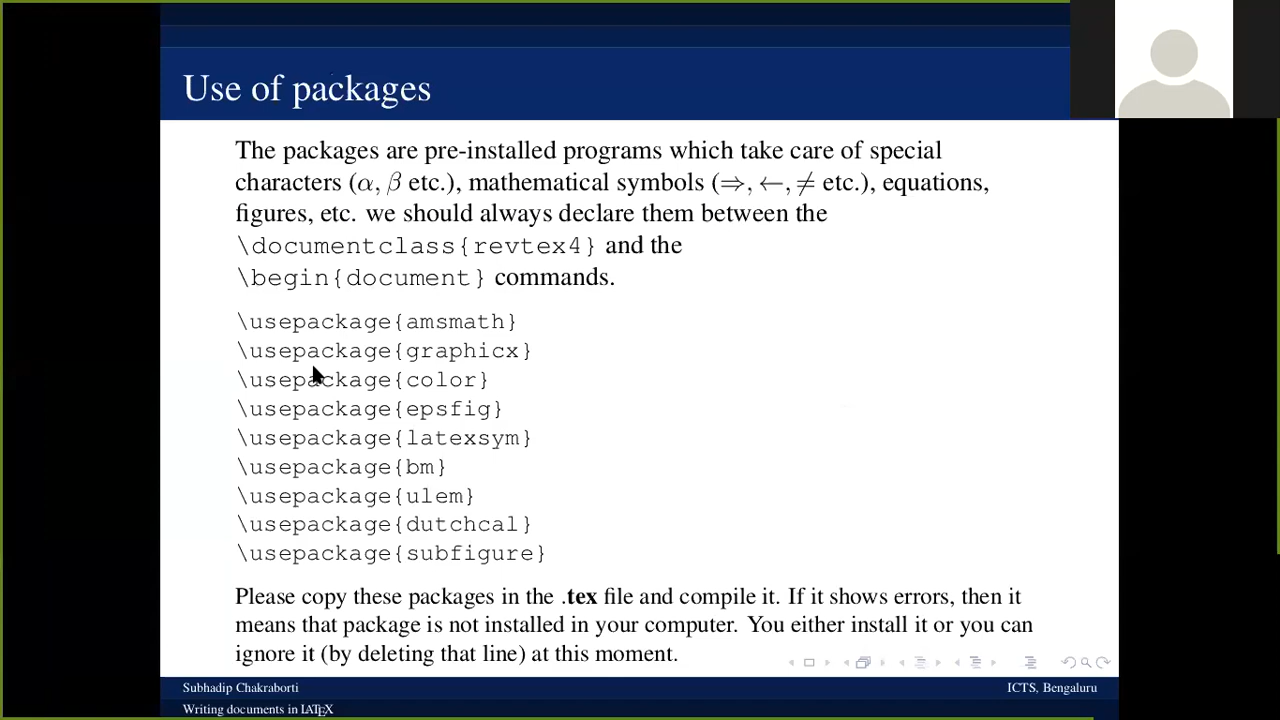 Use of packages
The packages are pre-installed programs which take care of special
characters (α, β etc.), mathematical symbols (⇒, ←, ≠ etc.), equations,
figures, etc. we should always declare them between the
\documentclass{revtex4} and the
\begin{document} commands.
\usepackage{amsmath}
\usepackage{graphicx}
\usepackage{color}
\usepackage{epsfig}
\usepackage{latexsym}
\usepackage{bm}
\usepackage{ulem}
\usepackage{dutchcal}
\usepackage{subfigure}
Please copy these packages in the .tex file and compile it. If it shows errors, then it
means that package is not installed in your computer. You either install it or you can
ignore it (by deleting that line) at this moment.
Subhadip Chakraborti ICTS, Bengaluru
Writing documents in LATEX